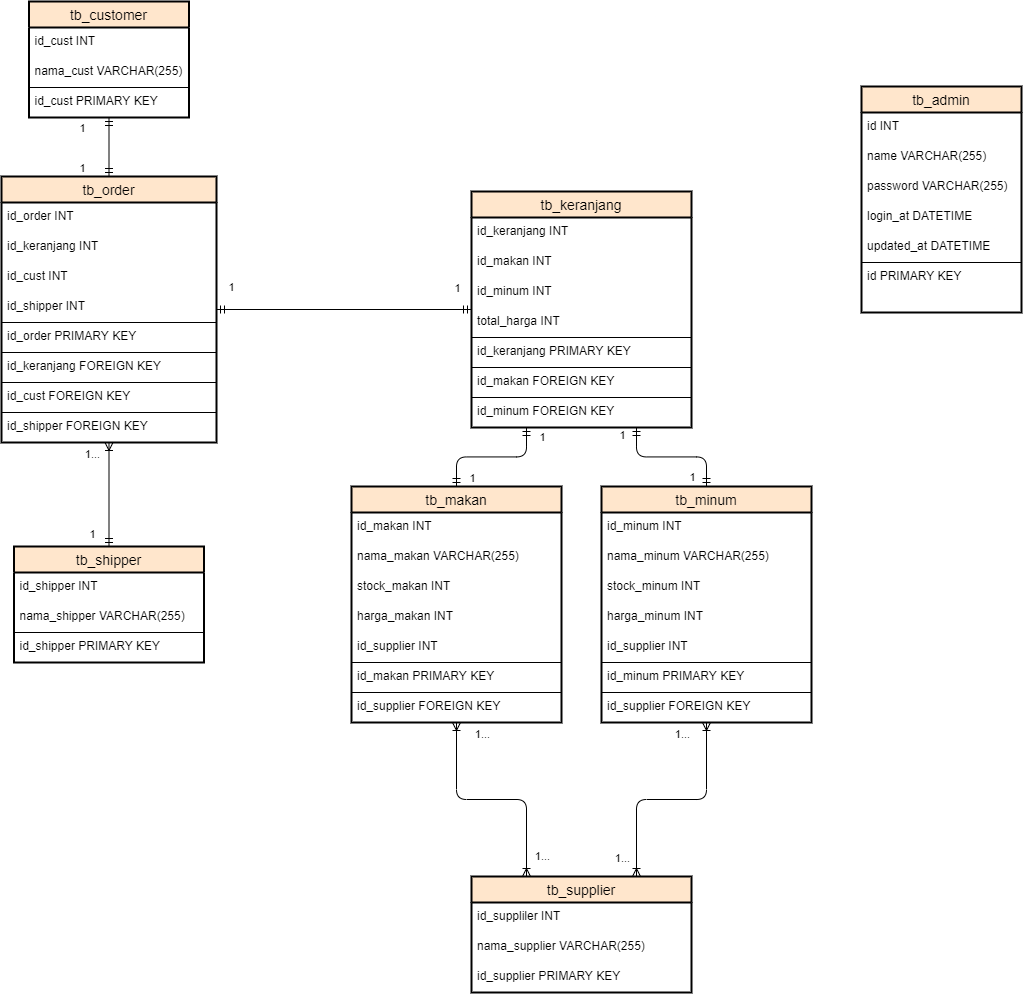 tb_customer
id_cust INT
nama_cust VARCHAR(255)
id_cust PRIMARY KEY
1
1
tb_order
id_order INT
id_keranjang INT
id_cust INT
id_shipper INT
id_order PRIMARY KEY
id_keranjang FOREIGN KEY
id_cust FOREIGN KEY
id_shipper FOREIGN KEY
1...
1
tb_shipper
id_shipper INT
nama_shipper VARCHAR(255)
id_shipper PRIMARY KEY
1
1
tb_keranjang
id_keranjang INT
id_makan INT
id_minum INT
total_harga INT
id_keranjang PRIMARY KEY
id_makan FOREIGN KEY
id_minum FOREIGN KEY
1
1
1
1
tb_makan
id_makan INT
nama_makan VARCHAR(255)
stock_makan INT
harga_makan INT
id_supplier INT
id_makan PRIMARY KEY
id_supplier FOREIGN KEY
1...
tb_minum
id_minum INT
nama_minum VARCHAR(255)
stock_minum INT
harga_minum INT
id_supplier INT
id_minum PRIMARY KEY
id_supplier FOREIGN KEY
1...
1...
1...
tb_supplier
id_suppliler INT
nama_supplier VARCHAR(255)
id_supplier PRIMARY KEY
tb_admin
id INT
name VARCHAR(255)
password VARCHAR(255)
login_at DATETIME
updated_at DATETIME
id PRIMARY KEY